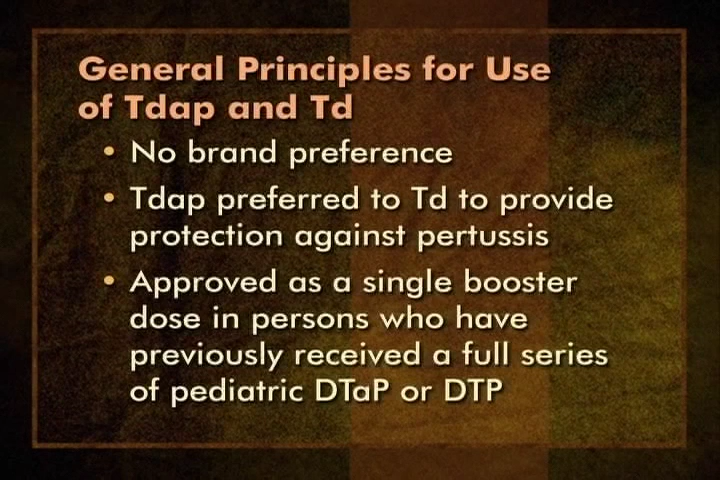 General Principles for Use
of Tdap and Td
• No brand preference
• Tdap preferred to Td to provide
protection against pertussis
• Approved as a single booster
dose in persons who have
previously received a full series
of pediatric DTaP or DTP